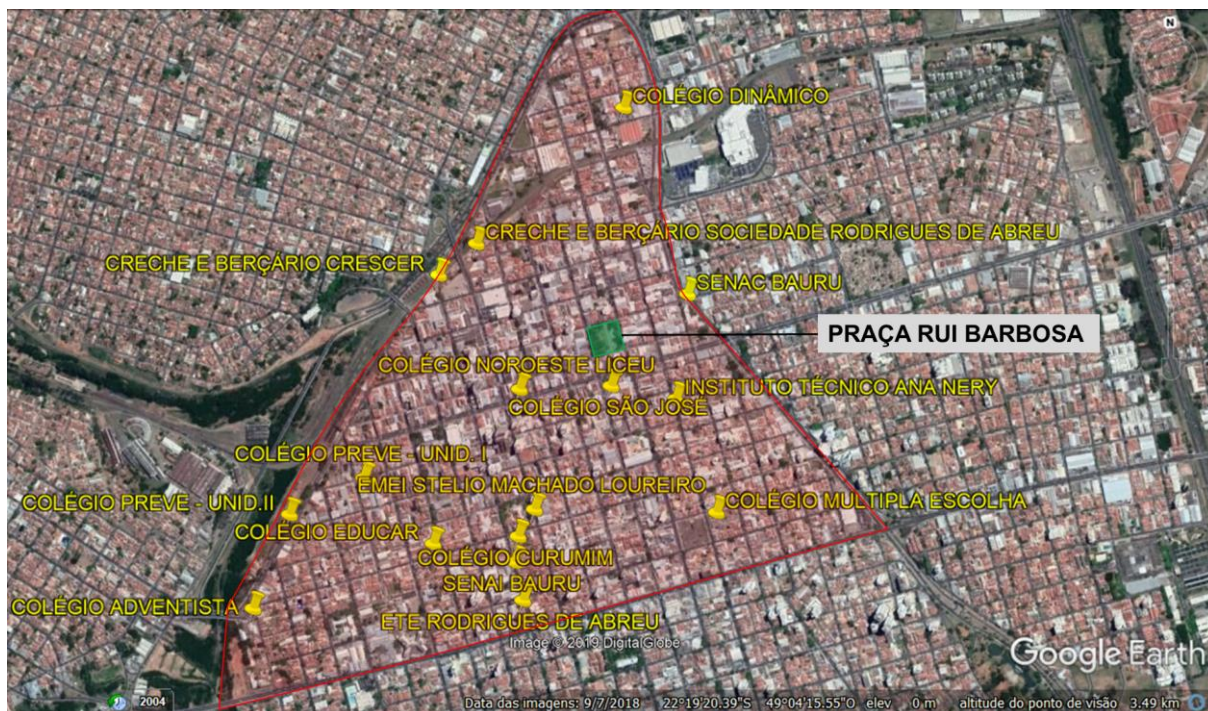 N
COLÉGIO DINÂMICO
CRECHE E BERÇÁRIO SOCIEDADE RODRIGUES DE ABREU
CRECHE E BERÇÁRIO CRESCER
SENAC BAURU
PRAÇA RUI BARBOSA
COLÉGIO NOROESTE LICEU
INSTITUTO TÉCNICO ANA NERY
COLÉGIO SÃO JOSÉ
COLÉGIO PREVE - UNID. I
EMEI STELIO MACHADO LOUREIRO
COLÉGIO PREVE - UNID.II
COLÉGIO MULTIPLA ESCOLHA
COLÉGIO EDUCAR
COLÉGIO CURUMIM
SENAI BAURU
COLÉGIO ADVENTISTA
ETE RODRIGUES DE ABREU
Image © 2019 DigitalGlobe
Google Earth
2004
Data das imagens: 9/7/2018 22°19'20.39"S 49°04'15.55"O elev 0 m altitude do ponto de visão 3.49 km